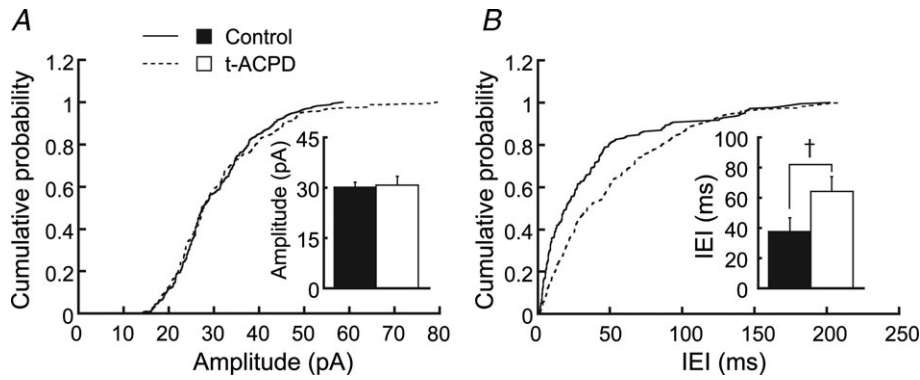 A
B
Control
t-ACPD
Cumulative probability
1.2
1
0.8
0.6
0.4
0.2
0
0 10 20 30 40 50 60 70 80
Amplitude (pA)
Amplitude (pA)
45
30
15
0
Cumulative probability
1.2
1
0.8
0.6
0.4
0.2
0
0 50 100 150 200 250
IEI (ms)
IEI (ms)
100
80
60
40
20
0
†